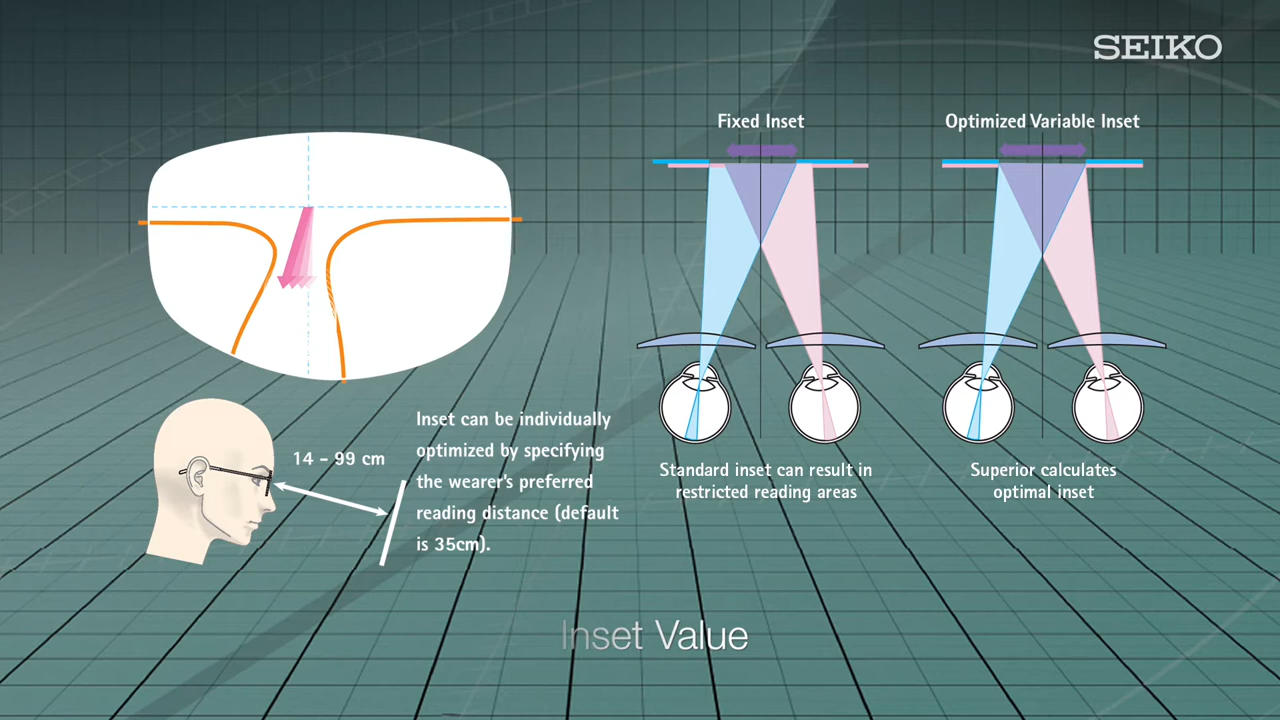 SEIKO
Fixed Inset
Optimized Variable Inset
14 – 99 cm
Inset can be individually
optimized by specifying
the wearer's preferred
reading distance (default
is 35cm).
Standard inset can result in
restricted reading areas
Superior calculates
optimal inset
Inset Value